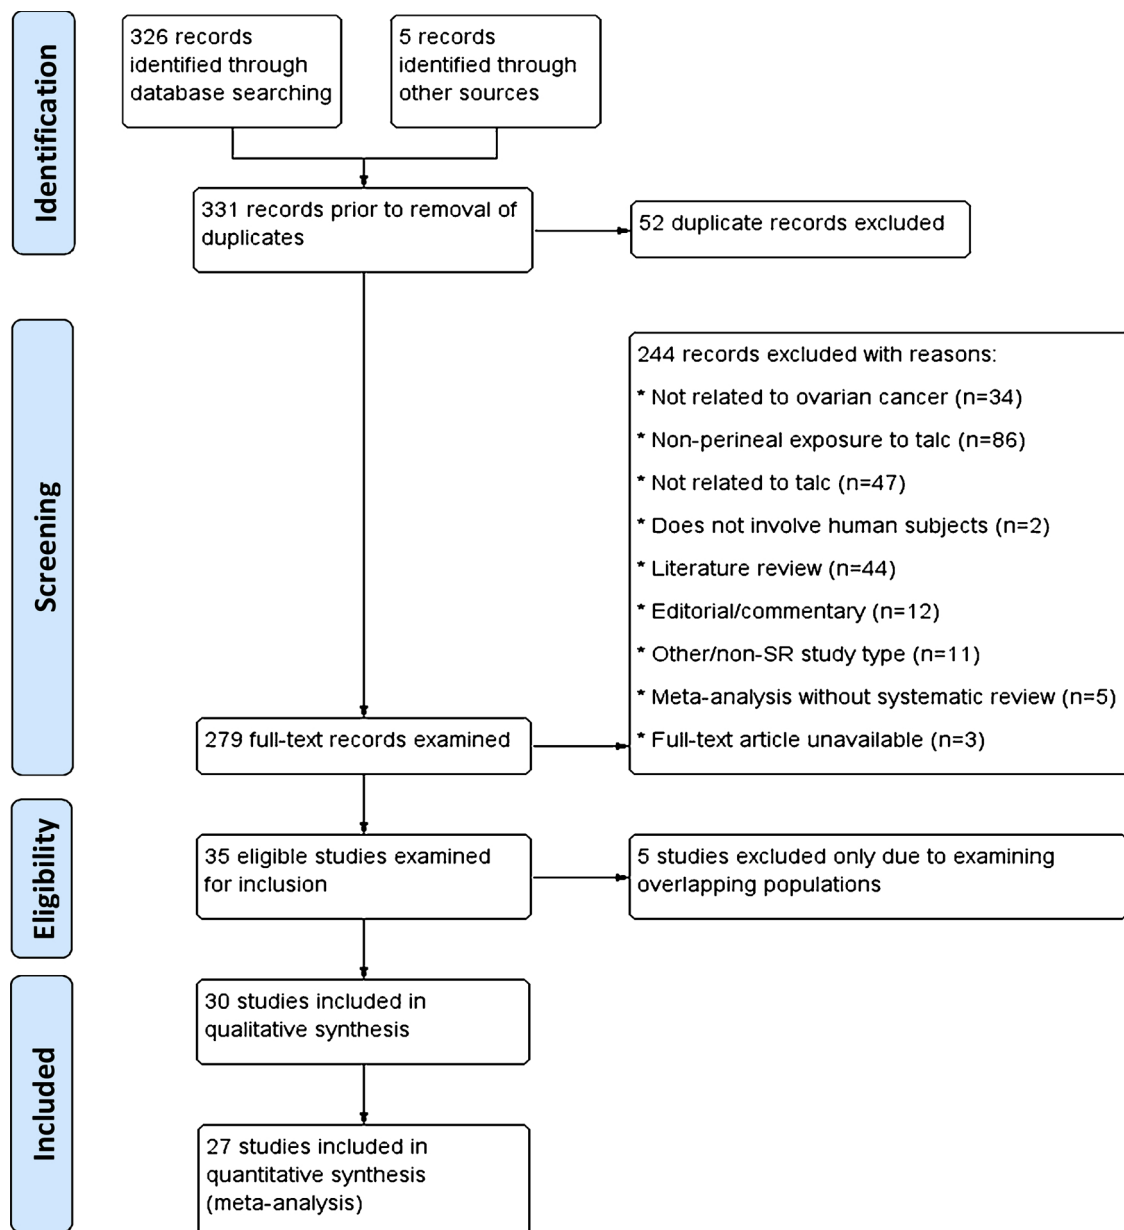 Identification
326 records
identified through
database searching
5 records
identified through
other sources
331 records prior to removal of
duplicates
52 duplicate records excluded
Screening
244 records excluded with reasons:
* Not related to ovarian cancer (n=34)
* Non-perineal exposure to talc (n=86)
* Not related to talc (n=47)
* Does not involve human subjects (n=2)
* Literature review (n=44)
* Editorial/commentary (n=12)
* Other/non-SR study type (n=11)
* Meta-analysis without systematic review (n=5)
* Full-text article unavailable (n=3)
279 full-text records examined
Eligibility
35 eligible studies examined
for inclusion
5 studies excluded only due to examining
overlapping populations
Included
30 studies included in
qualitative synthesis
27 studies included in
quantitative synthesis
(meta-analysis)